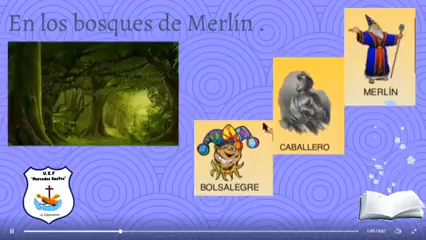 En los bosques de Merlín .
MERLÍN
CABALLERO
BOLSALEGRE
U.E.F